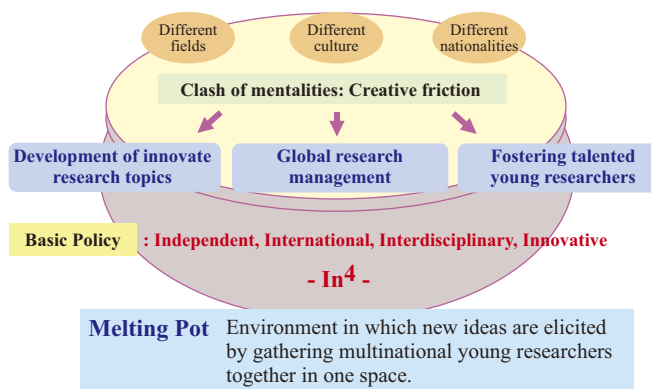 Different
fields
Different
culture
Different
nationalities
Clash of mentalities: Creative friction
Development of innovate
research topics
Global research
management
Fostering talented
young researchers
Basic Policy : Independent, International, Interdisciplinary, Innovative
- In⁴ -
Melting Pot Environment in which new ideas are elicited
by gathering multinational young researchers
together in one space.